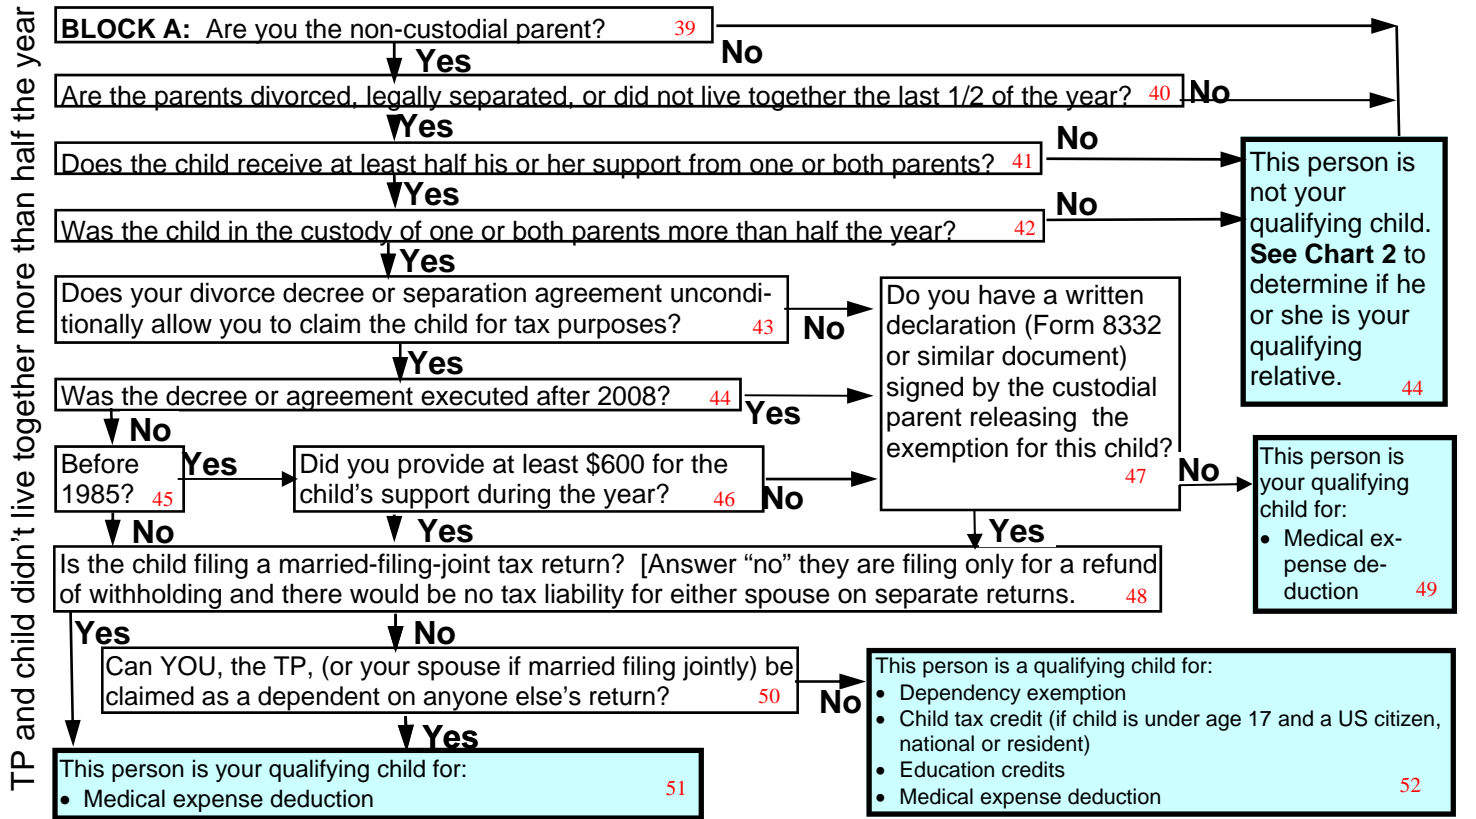 TP and child didn't live together more than half the year
BLOCK A: Are you the non-custodial parent? 39
No
Yes
Are the parents divorced, legally separated, or did not live together the last 1/2 of the year? 40
No
Yes
Does the child receive at least half his or her support from one or both parents? 41
No
Yes
Was the child in the custody of one or both parents more than half the year? 42
No
Yes
This person is
not your
qualifying child.
See Chart 2 to
determine if he
or she is your
qualifying
relative.
44
Does your divorce decree or separation agreement uncondi-
tionally allow you to claim the child for tax purposes? 43
No
Yes
Do you have a written
declaration (Form 8332
or similar document)
signed by the custodial
parent releasing the
exemption for this child?
47
Was the decree or agreement executed after 2008? 44
Yes
No
Before
1985? 45
Yes
Did you provide at least $600 for the
child's support during the year? 46
No
No
This person is
your qualifying
child for:
• Medical ex-
pense de-
duction 49
No
Yes
Yes
Is the child filing a married-filing-joint tax return? [Answer "no" they are filing only for a refund
of withholding and there would be no tax liability for either spouse on separate returns. 48
Yes
No
Can YOU, the TP, (or your spouse if married filing jointly) be
claimed as a dependent on anyone else's return? 50
No
Yes
This person is your qualifying child for:
• Medical expense deduction
51
This person is a qualifying child for:
• Dependency exemption
• Child tax credit (if child is under age 17 and a US citizen,
national or resident)
• Education credits
• Medical expense deduction
52